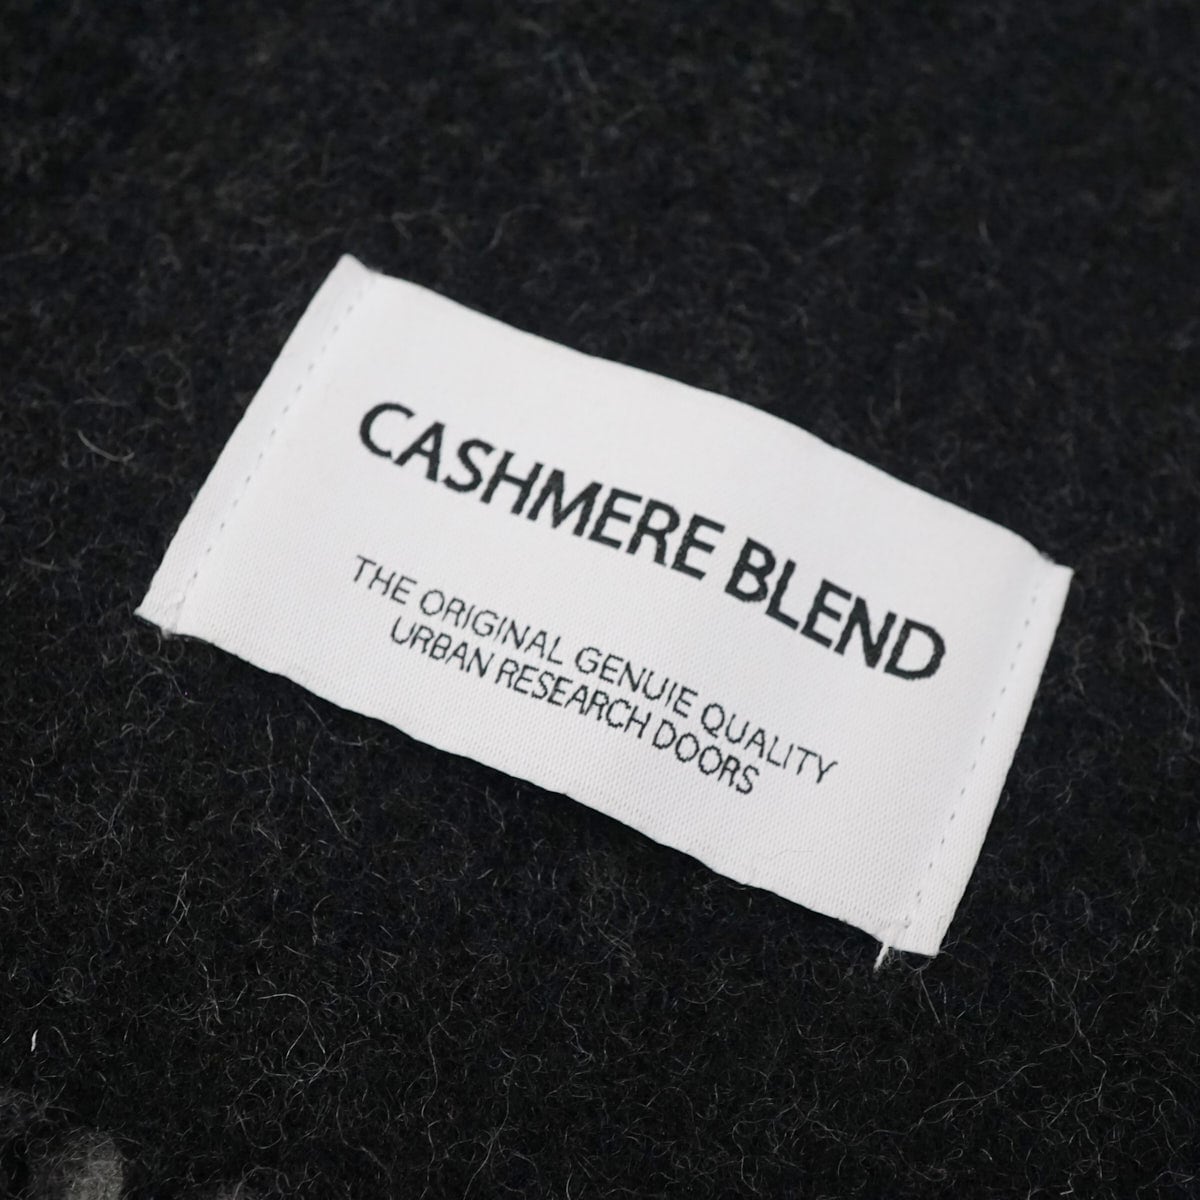 CASHMERE BLEND
THE ORIGINAL GENUIE QUALITY
URBAN RESEARCH DOORS